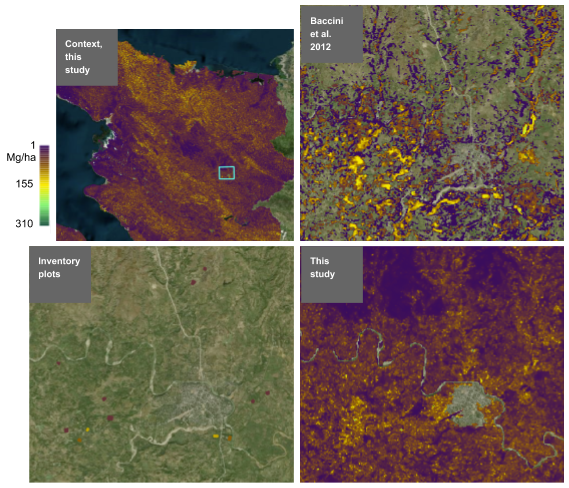 Context,
this
study
Baccini
et al.
2012
1
Mg/ha
155
310
Inventory
plots
This
study